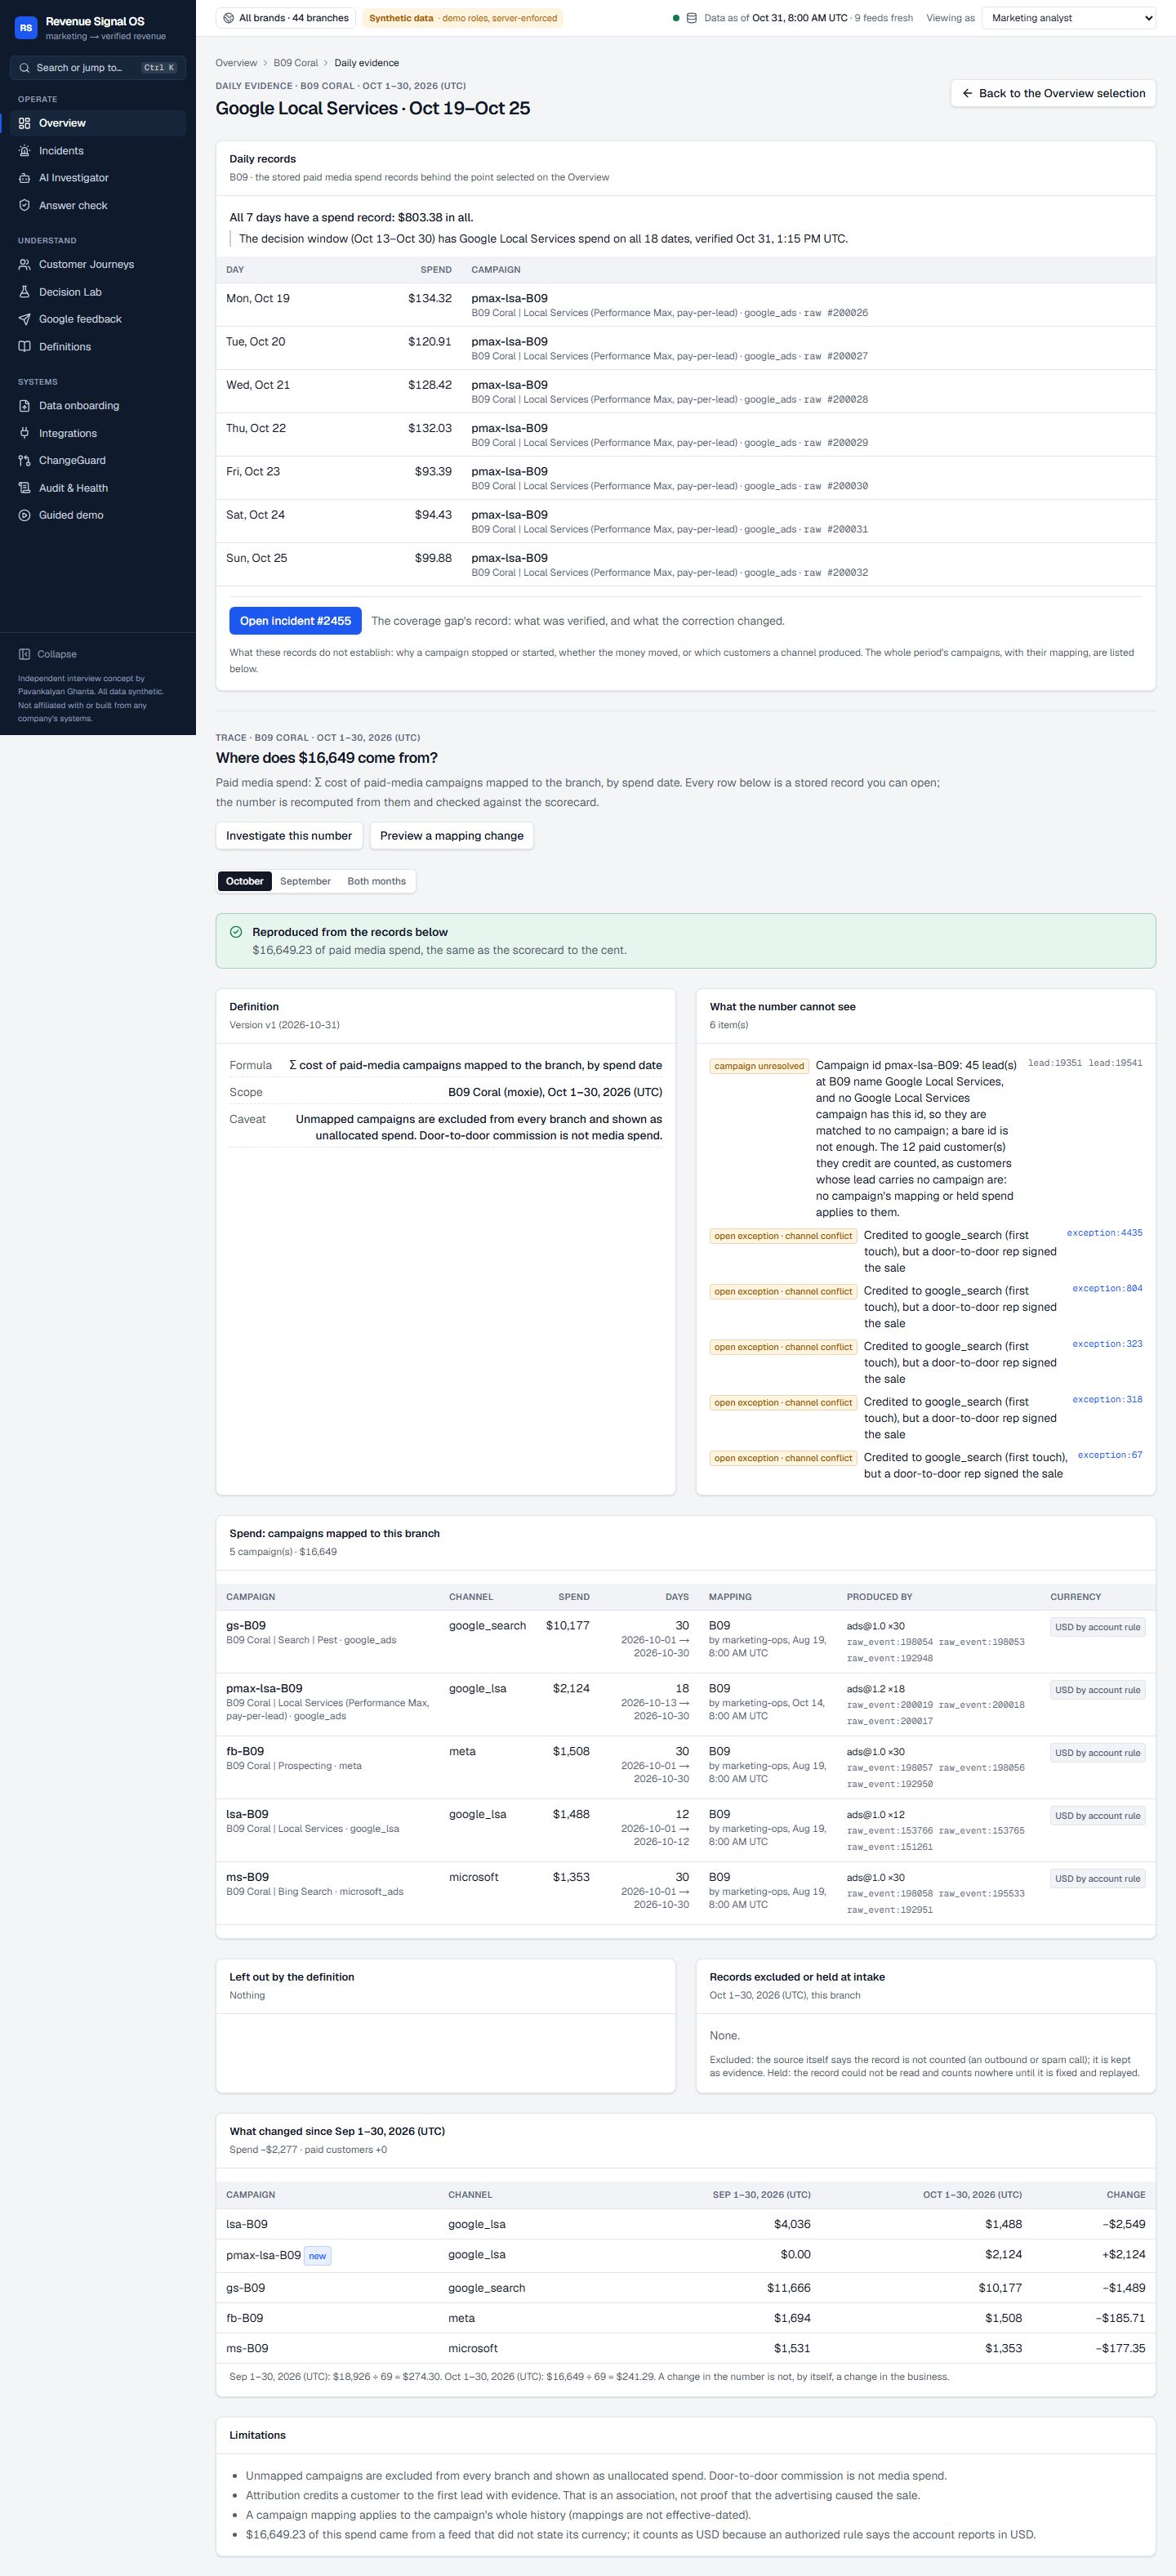 RS
Revenue Signal OS
marketing → verified revenue
Search or jump to…
Ctrl K
OPERATE
Overview
Incidents
AI Investigator
Answer check
UNDERSTAND
Customer Journeys
Decision Lab
Google feedback
Definitions
SYSTEMS
Data onboarding
Integrations
ChangeGuard
Audit & Health
Guided demo
Collapse
Independent interview concept by
Pavankalyan Ghanta. All data synthetic.
Not affiliated with or built from any
company's systems.
All brands · 44 branches
Synthetic data · demo roles, server-enforced
Data as of Oct 31, 8:00 AM UTC · 9 feeds fresh
Viewing as
Marketing analyst
Overview > B09 Coral > Daily evidence
DAILY EVIDENCE · B09 CORAL · OCT 1–30, 2026 (UTC)
Google Local Services · Oct 19–Oct 25
Back to the Overview selection
Daily records
B09 · the stored paid media spend records behind the point selected on the Overview
All 7 days have a spend record: $803.38 in all.
The decision window (Oct 13–Oct 30) has Google Local Services spend on all 18 dates, verified Oct 31, 1:15 PM UTC.
DAY SPEND CAMPAIGN
Mon, Oct 19 $134.32 pmax-lsa-B09
B09 Coral | Local Services (Performance Max, pay-per-lead) · google_ads · raw #200026
Tue, Oct 20 $120.91 pmax-lsa-B09
B09 Coral | Local Services (Performance Max, pay-per-lead) · google_ads · raw #200027
Wed, Oct 21 $128.42 pmax-lsa-B09
B09 Coral | Local Services (Performance Max, pay-per-lead) · google_ads · raw #200028
Thu, Oct 22 $132.03 pmax-lsa-B09
B09 Coral | Local Services (Performance Max, pay-per-lead) · google_ads · raw #200029
Fri, Oct 23 $93.39 pmax-lsa-B09
B09 Coral | Local Services (Performance Max, pay-per-lead) · google_ads · raw #200030
Sat, Oct 24 $94.43 pmax-lsa-B09
B09 Coral | Local Services (Performance Max, pay-per-lead) · google_ads · raw #200031
Sun, Oct 25 $99.88 pmax-lsa-B09
B09 Coral | Local Services (Performance Max, pay-per-lead) · google_ads · raw #200032
Open incident #2455
The coverage gap's record: what was verified, and what the correction changed.
What these records do not establish: why a campaign stopped or started, whether the money moved, or which customers a channel produced. The whole period's campaigns, with their mapping, are listed
below.
TRACE · B09 CORAL · OCT 1–30, 2026 (UTC)
Where does $16,649 come from?
Paid media spend: Σ cost of paid-media campaigns mapped to the branch, by spend date. Every row below is a stored record you can open;
the number is recomputed from them and checked against the scorecard.
Investigate this number
Preview a mapping change
October September Both months
Reproduced from the records below
$16,649.23 of paid media spend, the same as the scorecard to the cent.
Definition
Version v1 (2026-10-31)
Formula Σ cost of paid-media campaigns mapped to the branch, by spend date
Scope B09 Coral (moxie), Oct 1–30, 2026 (UTC)
Caveat Unmapped campaigns are excluded from every branch and shown as
unallocated spend. Door-to-door commission is not media spend.
What the number cannot see
6 item(s)
campaign unresolved Campaign id pmax-lsa-B09: 45 lead(s) lead:19351 lead:19541
at B09 name Google Local Services,
and no Google Local Services
campaign has this id, so they are
matched to no campaign; a bare id is
not enough. The 12 paid customer(s)
they credit are counted, as customers
whose lead carries no campaign are:
no campaign's mapping or held spend
applies to them.
open exception · channel conflict Credited to google_search (first exception:4435
touch), but a door-to-door rep signed
the sale
open exception · channel conflict Credited to google_search (first exception:804
touch), but a door-to-door rep signed
the sale
open exception · channel conflict Credited to google_search (first exception:323
touch), but a door-to-door rep signed
the sale
open exception · channel conflict Credited to google_search (first exception:318
touch), but a door-to-door rep signed
the sale
open exception · channel conflict Credited to google_search (first touch), exception:67
but a door-to-door rep signed the sale
Spend: campaigns mapped to this branch
5 campaign(s) · $16,649
CAMPAIGN CHANNEL SPEND DAYS MAPPING PRODUCED BY CURRENCY
gs-B09 google_search $10,177 30 B09 ads@1.0 ×30 USD by account rule
B09 Coral | Search | Pest · google_ads 2026-10-01 → by marketing-ops, Aug 19, raw_event:198054 raw_event:198053
2026-10-30 8:00 AM UTC raw_event:192948
pmax-lsa-B09 google_lsa $2,124 18 B09 ads@1.2 ×18 USD by account rule
B09 Coral | Local Services (Performance Max, 2026-10-13 → by marketing-ops, Oct 14, raw_event:200019 raw_event:200018
pay-per-lead) · google_ads 2026-10-30 8:00 AM UTC raw_event:200017
fb-B09 meta $1,508 30 B09 ads@1.0 ×30 USD by account rule
B09 Coral | Prospecting · meta 2026-10-01 → by marketing-ops, Aug 19, raw_event:198057 raw_event:198056
2026-10-30 8:00 AM UTC raw_event:192950
lsa-B09 google_lsa $1,488 12 B09 ads@1.0 ×12 USD by account rule
B09 Coral | Local Services · google_lsa 2026-10-01 → by marketing-ops, Aug 19, raw_event:153766 raw_event:153765
2026-10-12 8:00 AM UTC raw_event:151261
ms-B09 microsoft $1,353 30 B09 ads@1.0 ×30 USD by account rule
B09 Coral | Bing Search · microsoft_ads 2026-10-01 → by marketing-ops, Aug 19, raw_event:198058 raw_event:195533
2026-10-30 8:00 AM UTC raw_event:192951
Left out by the definition
Nothing
Records excluded or held at intake
Oct 1–30, 2026 (UTC), this branch
None.
Excluded: the source itself says the record is not counted (an outbound or spam call); it is kept
as evidence. Held: the record could not be read and counts nowhere until it is fixed and replayed.
What changed since Sep 1–30, 2026 (UTC)
Spend −$2,277 · paid customers +0
CAMPAIGN CHANNEL SEP 1–30, 2026 (UTC) OCT 1–30, 2026 (UTC) CHANGE
lsa-B09 google_lsa $4,036 $1,488 −$2,549
pmax-lsa-B09 new google_lsa $0.00 $2,124 +$2,124
gs-B09 google_search $11,666 $10,177 −$1,489
fb-B09 meta $1,694 $1,508 −$185.71
ms-B09 microsoft $1,531 $1,353 −$177.35
Sep 1–30, 2026 (UTC): $18,926 ÷ 69 = $274.30. Oct 1–30, 2026 (UTC): $16,649 ÷ 69 = $241.29. A change in the number is not, by itself, a change in the business.
Limitations
• Unmapped campaigns are excluded from every branch and shown as unallocated spend. Door-to-door commission is not media spend.
• Attribution credits a customer to the first lead with evidence. That is an association, not proof that the advertising caused the sale.
• A campaign mapping applies to the campaign's whole history (mappings are not effective-dated).
• $16,649.23 of this spend came from a feed that did not state its currency; it counts as USD because an authorized rule says the account reports in USD.